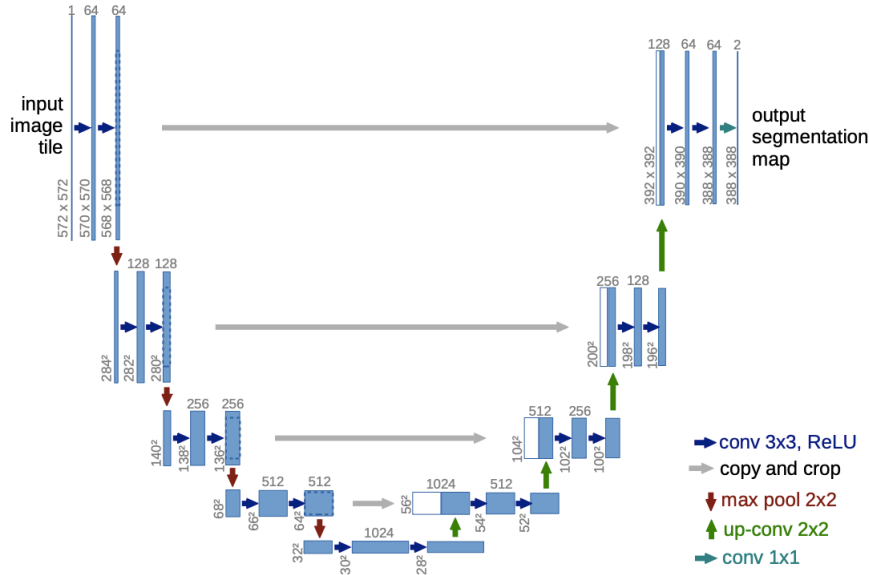 1 64 64
input
image
tile
572 x 572
570 x 570
568 x 568
128 64 64 2
output
segmentation
map
392 x 392
390 x 390
388 x 388
388 x 388
128 128
284²
282²
280²
256 128
200²
198²
196²
256 256
140²
138²
136²
512 256
104²
102²
100²
512 512
68²
66²
64²
1024 512
56²
54²
52²
1024
32²
30²
28²
conv 3x3, ReLU
copy and crop
max pool 2x2
up-conv 2x2
conv 1x1